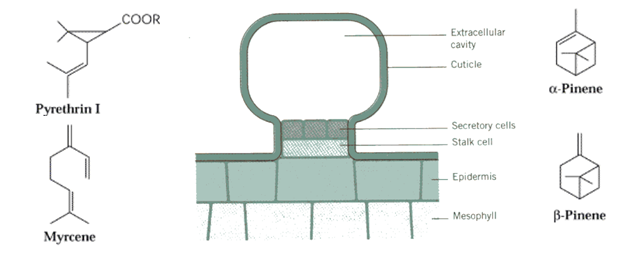 COOR
Pyrethrin I
Myrcene
Extracellular
cavity
Cuticle
Secretory cells
Stalk cell
Epidermis
Mesophyll
α-Pinene
β-Pinene